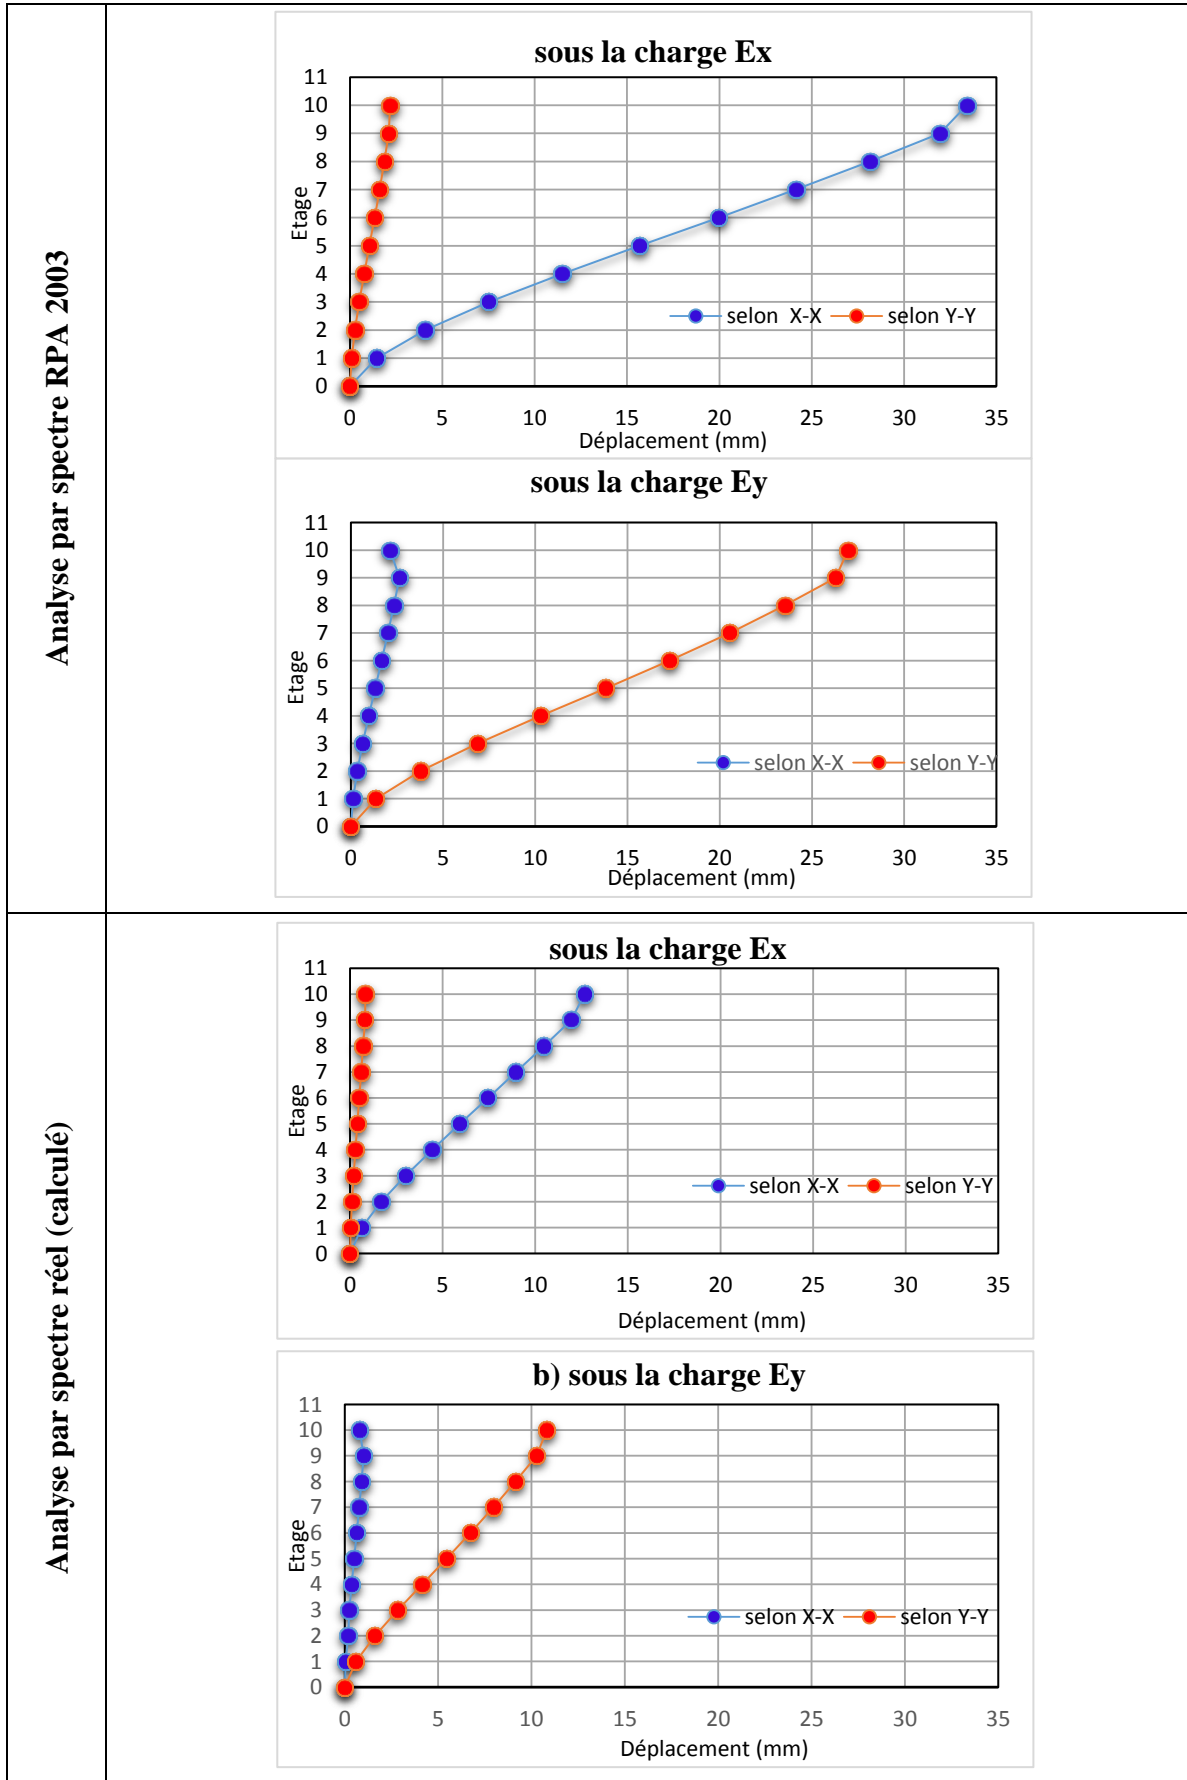 Analyse par spectre RPA 2003
sous la charge Ex
11
10
9
8
7
6
5
4
3
2
1
0
Etage
selon X-X
selon Y-Y
0 5 10 15 20 25 30 35
Déplacement (mm)
sous la charge Ey
11
10
9
8
7
6
5
4
3
2
1
0
Etage
selon X-X
selon Y-Y
0 5 10 15 20 25 30 35
Déplacement (mm)
Analyse par spectre réel (calculé)
sous la charge Ex
11
10
9
8
7
6
5
4
3
2
1
0
Etage
selon X-X
selon Y-Y
0 5 10 15 20 25 30 35
Déplacement (mm)
b) sous la charge Ey
11
10
9
8
7
6
5
4
3
2
1
0
Etage
selon X-X
selon Y-Y
0 5 10 15 20 25 30 35
Déplacement (mm)